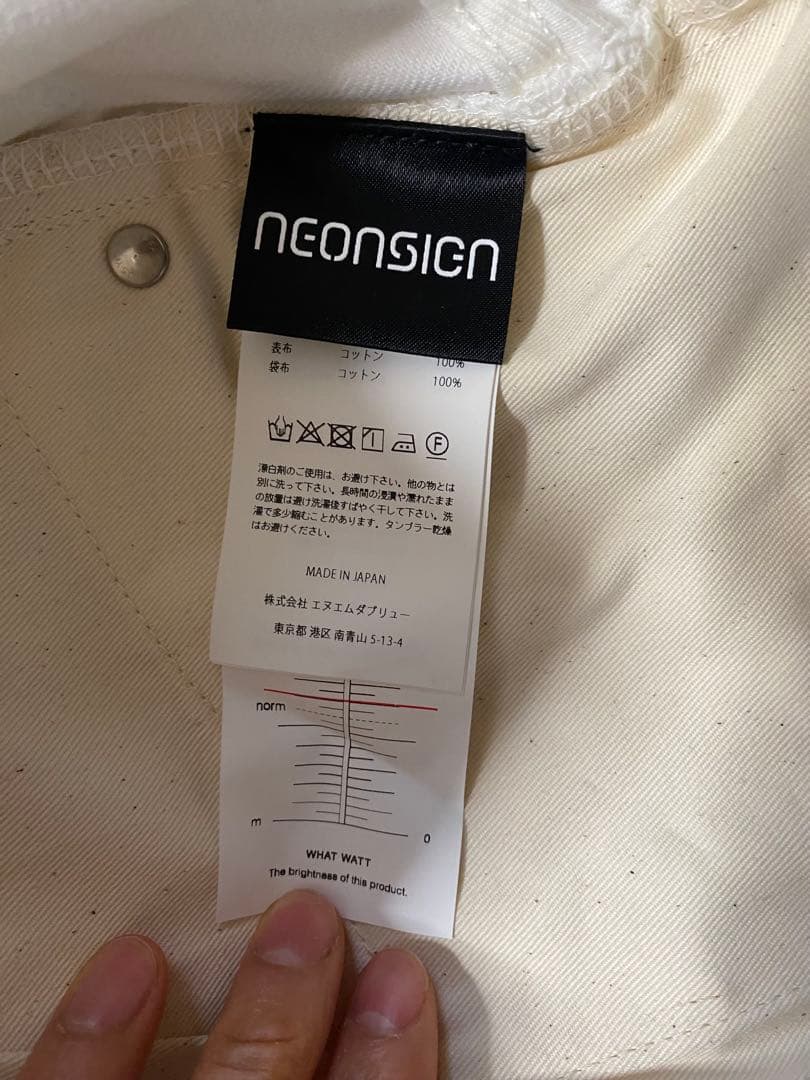 NEONSIGN
表布 コットン 100%
袋布 コットン 100%
F
漂白剤のご使用は、お避け下さい。他の物とは
別に洗って下さい。長時間の浸漬や濡れたまま
の放置は避け洗濯後すばやく干して下さい。洗
濯で多少縮むことがあります。タンブラー乾燥
はお避けください。
MADE IN JAPAN
株式会社 エヌエムダブリュー
東京都 港区 南青山 5-13-4
norm
m 0
WHAT WATT
The brightness of this product.